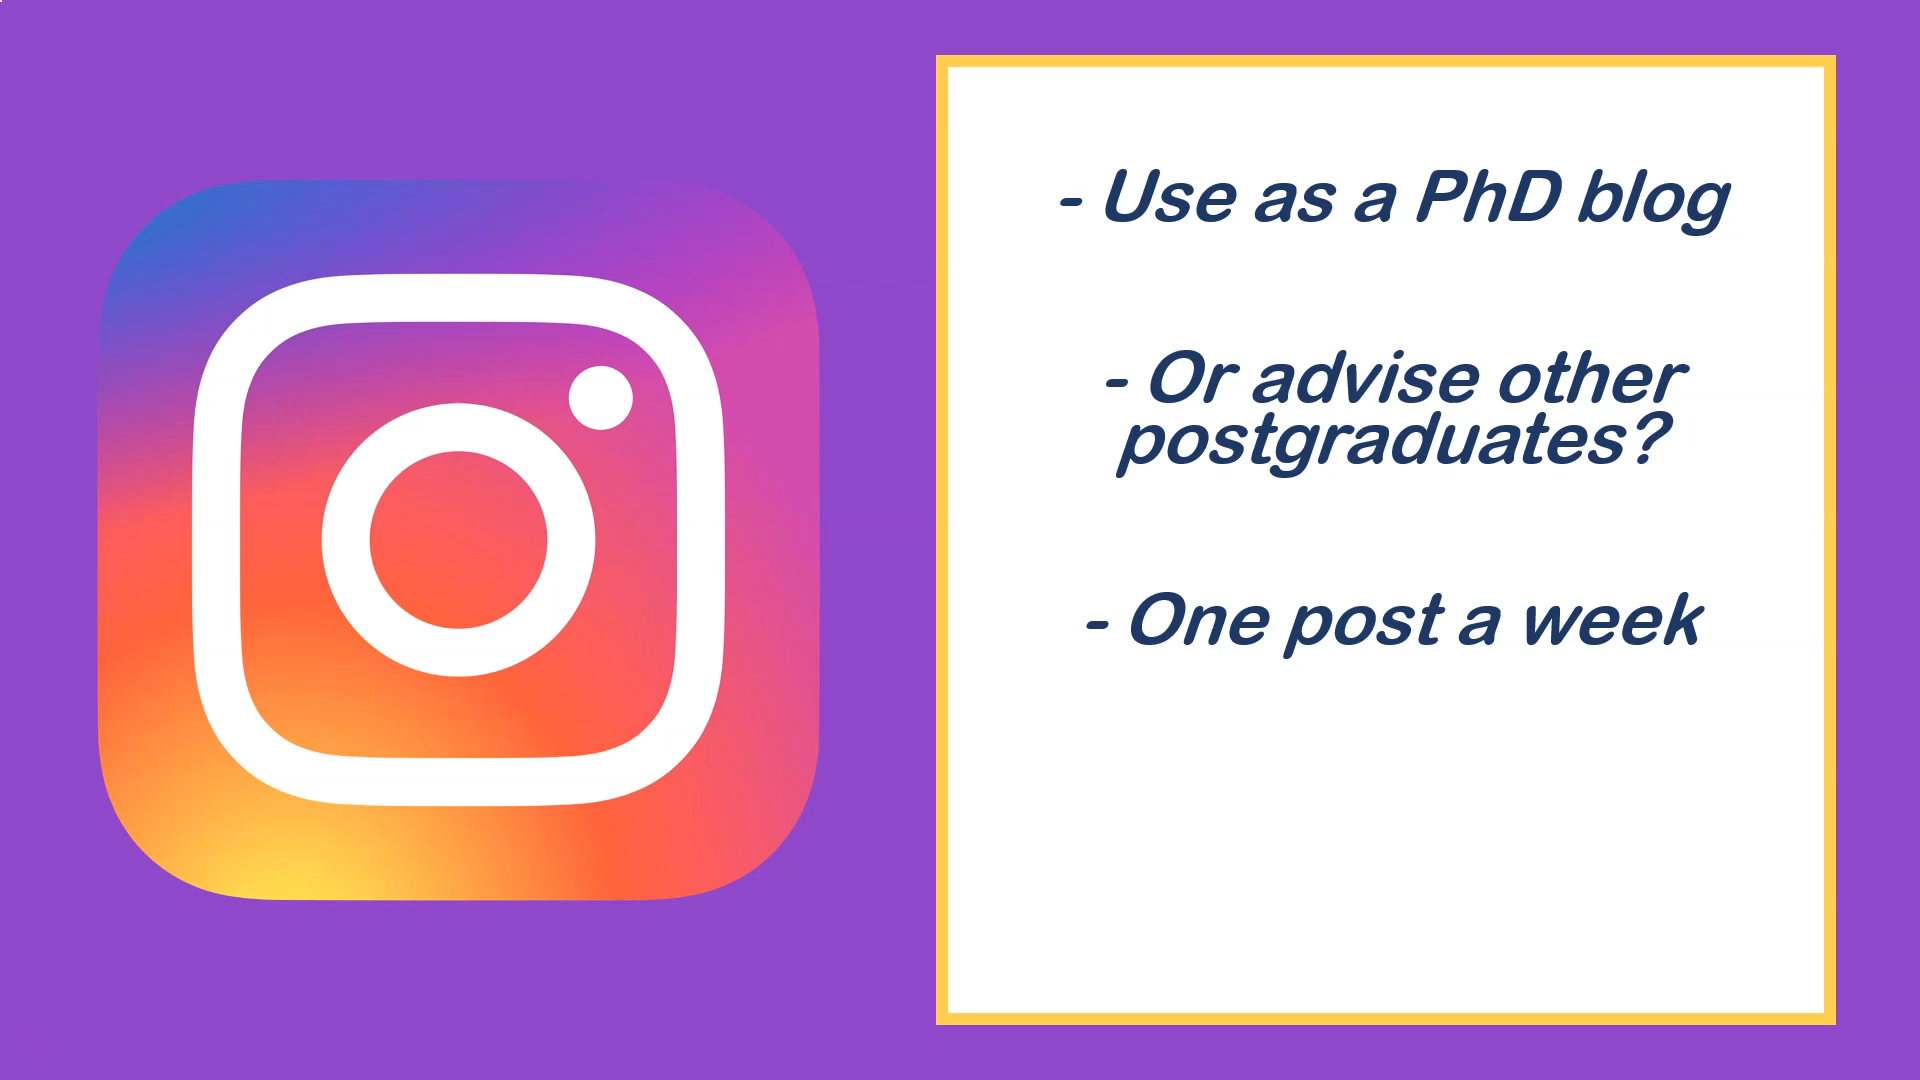 - Use as a PhD blog
- Or advise other
postgraduates?
- One post a week